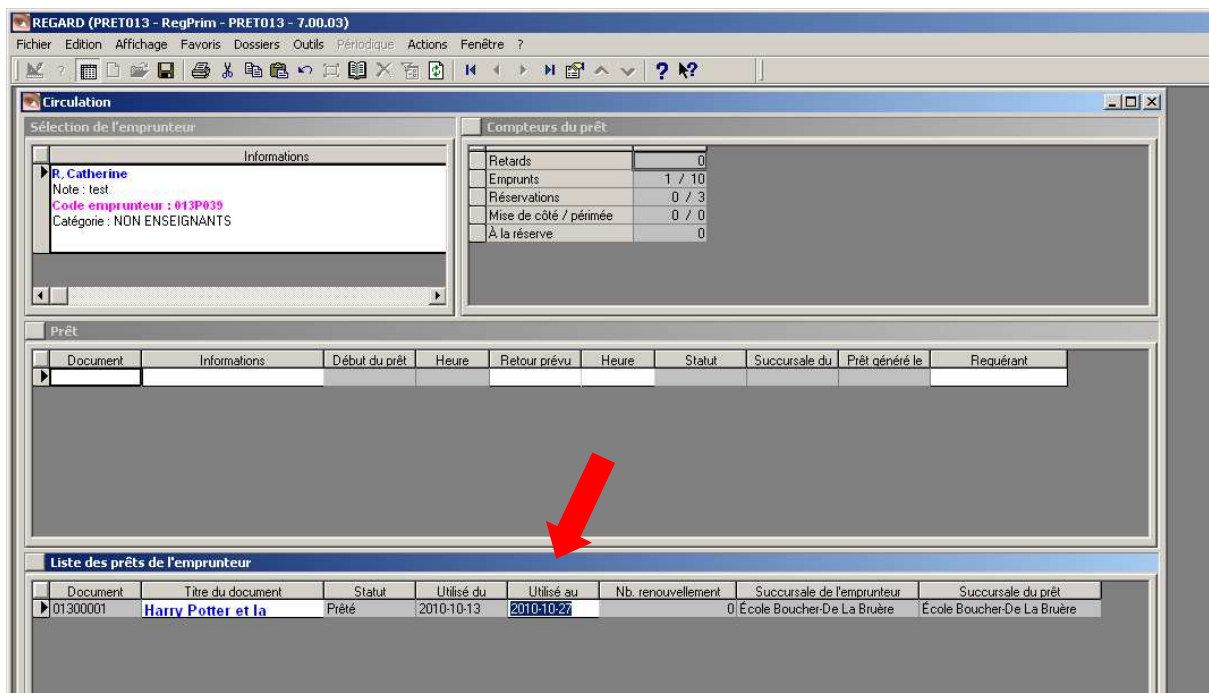 REGARD (PRET013 - RegPrim - PRET013 - 7.00.03)
Fichier Edition Affichage Favoris Dossiers Outils Périodique Actions Fenêtre ?
Circulation
Sélection de l'emprunteur
Informations
R, Catherine
Note : test
Code emprunteur : 013P039
Catégorie : NON ENSEIGNANTS
Compteurs du prêt
Retards 0
Emprunts 1 / 10
Réservations 0 / 3
Mise de côté / périmée 0 / 0
À la réserve 0
Prêt
Document Informations Début du prêt Heure Retour prévu Heure Statut Succursale du Prêt généré le Requérant
Liste des prêts de l'emprunteur
Document Titre du document Statut Utilisé du Utilisé au Nb. renouvellement Succursale de l'emprunteur Succursale du prêt
01300001 Harry Potter et la Prêté 2010-10-13 2010-10-27 0 École Boucher-De La Bruère École Boucher-De La Bruère